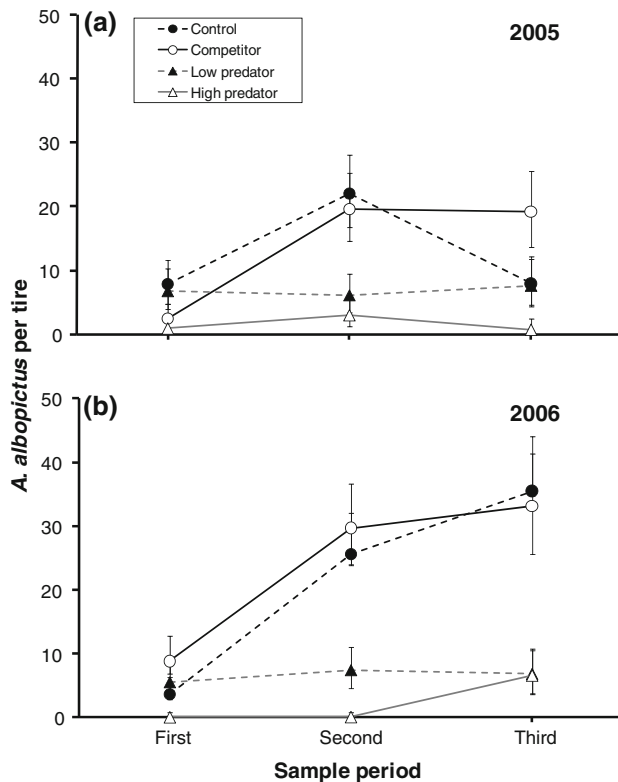 50
(a)
Control
Competitor
Low predator
High predator
2005
40
30
20
10
0
A. albopictus per tire
50
(b)
2006
40
30
20
10
0
First Second Third
Sample period